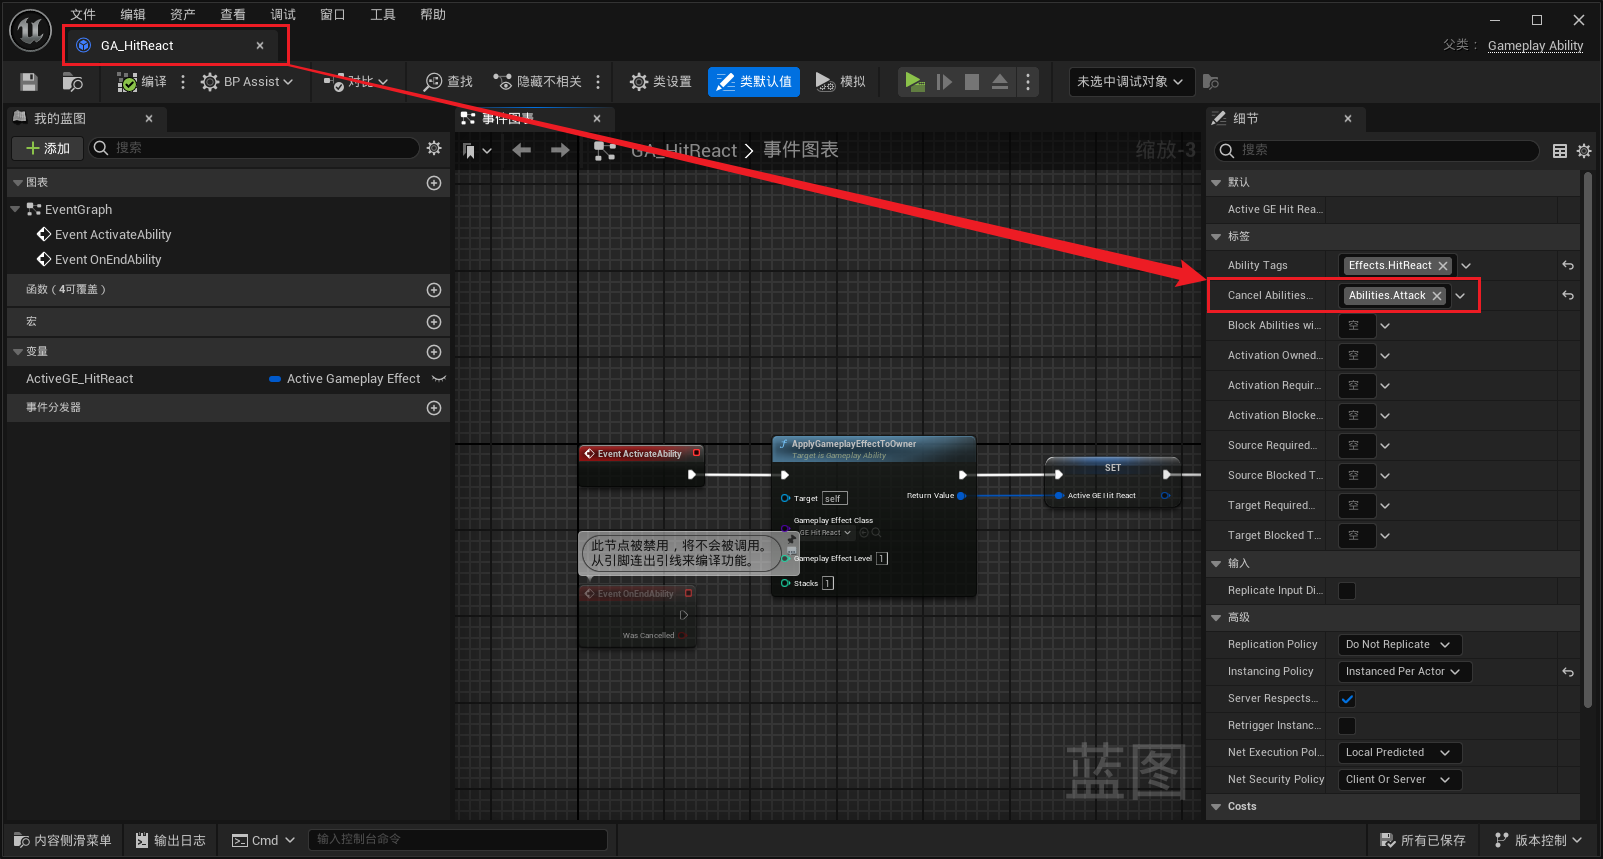 文件 编辑 资产 查看 调试 窗口 工具 帮助
GA_HitReact
父类： Gameplay Ability
编译 BP Assist 对比 查找 隐藏不相关 类设置 类默认值 模拟 未选中调试对象
我的蓝图
添加 搜索
图表
EventGraph
Event ActivateAbility
Event OnEndAbility
函数（4可覆盖）
宏
变量
ActiveGE_HitReact Active Gameplay Effect
事件分发器
事件图表
GA_HitReact 事件图表 缩放-3
Event ActivateAbility
ApplyGameplayEffectToOwner
Target is Gameplay Ability
Target self
Return Value
Gameplay Effect Class
GE Hit React
Gameplay Effect Level 1
Stacks 1
SET
Active GE Hit React
此节点被禁用，将不会被调用。
从引脚连出引线来编译功能。
Event OnEndAbility
Was Cancelled
蓝图
细节
搜索
默认
Active GE Hit Rea...
标签
Ability Tags Effects.HitReact
Cancel Abilities... Abilities.Attack
Block Abilities wi... 空
Activation Owned... 空
Activation Requir... 空
Activation Blocke... 空
Source Required... 空
Source Blocked T... 空
Target Required... 空
Target Blocked T... 空
输入
Replicate Input Di...
高级
Replication Policy Do Not Replicate
Instancing Policy Instanced Per Actor
Server Respects...
Retrigger Instanc...
Net Execution Pol... Local Predicted
Net Security Policy Client Or Server
Costs
内容侧滑菜单 输出日志 Cmd 输入控制台命令 所有已保存 版本控制